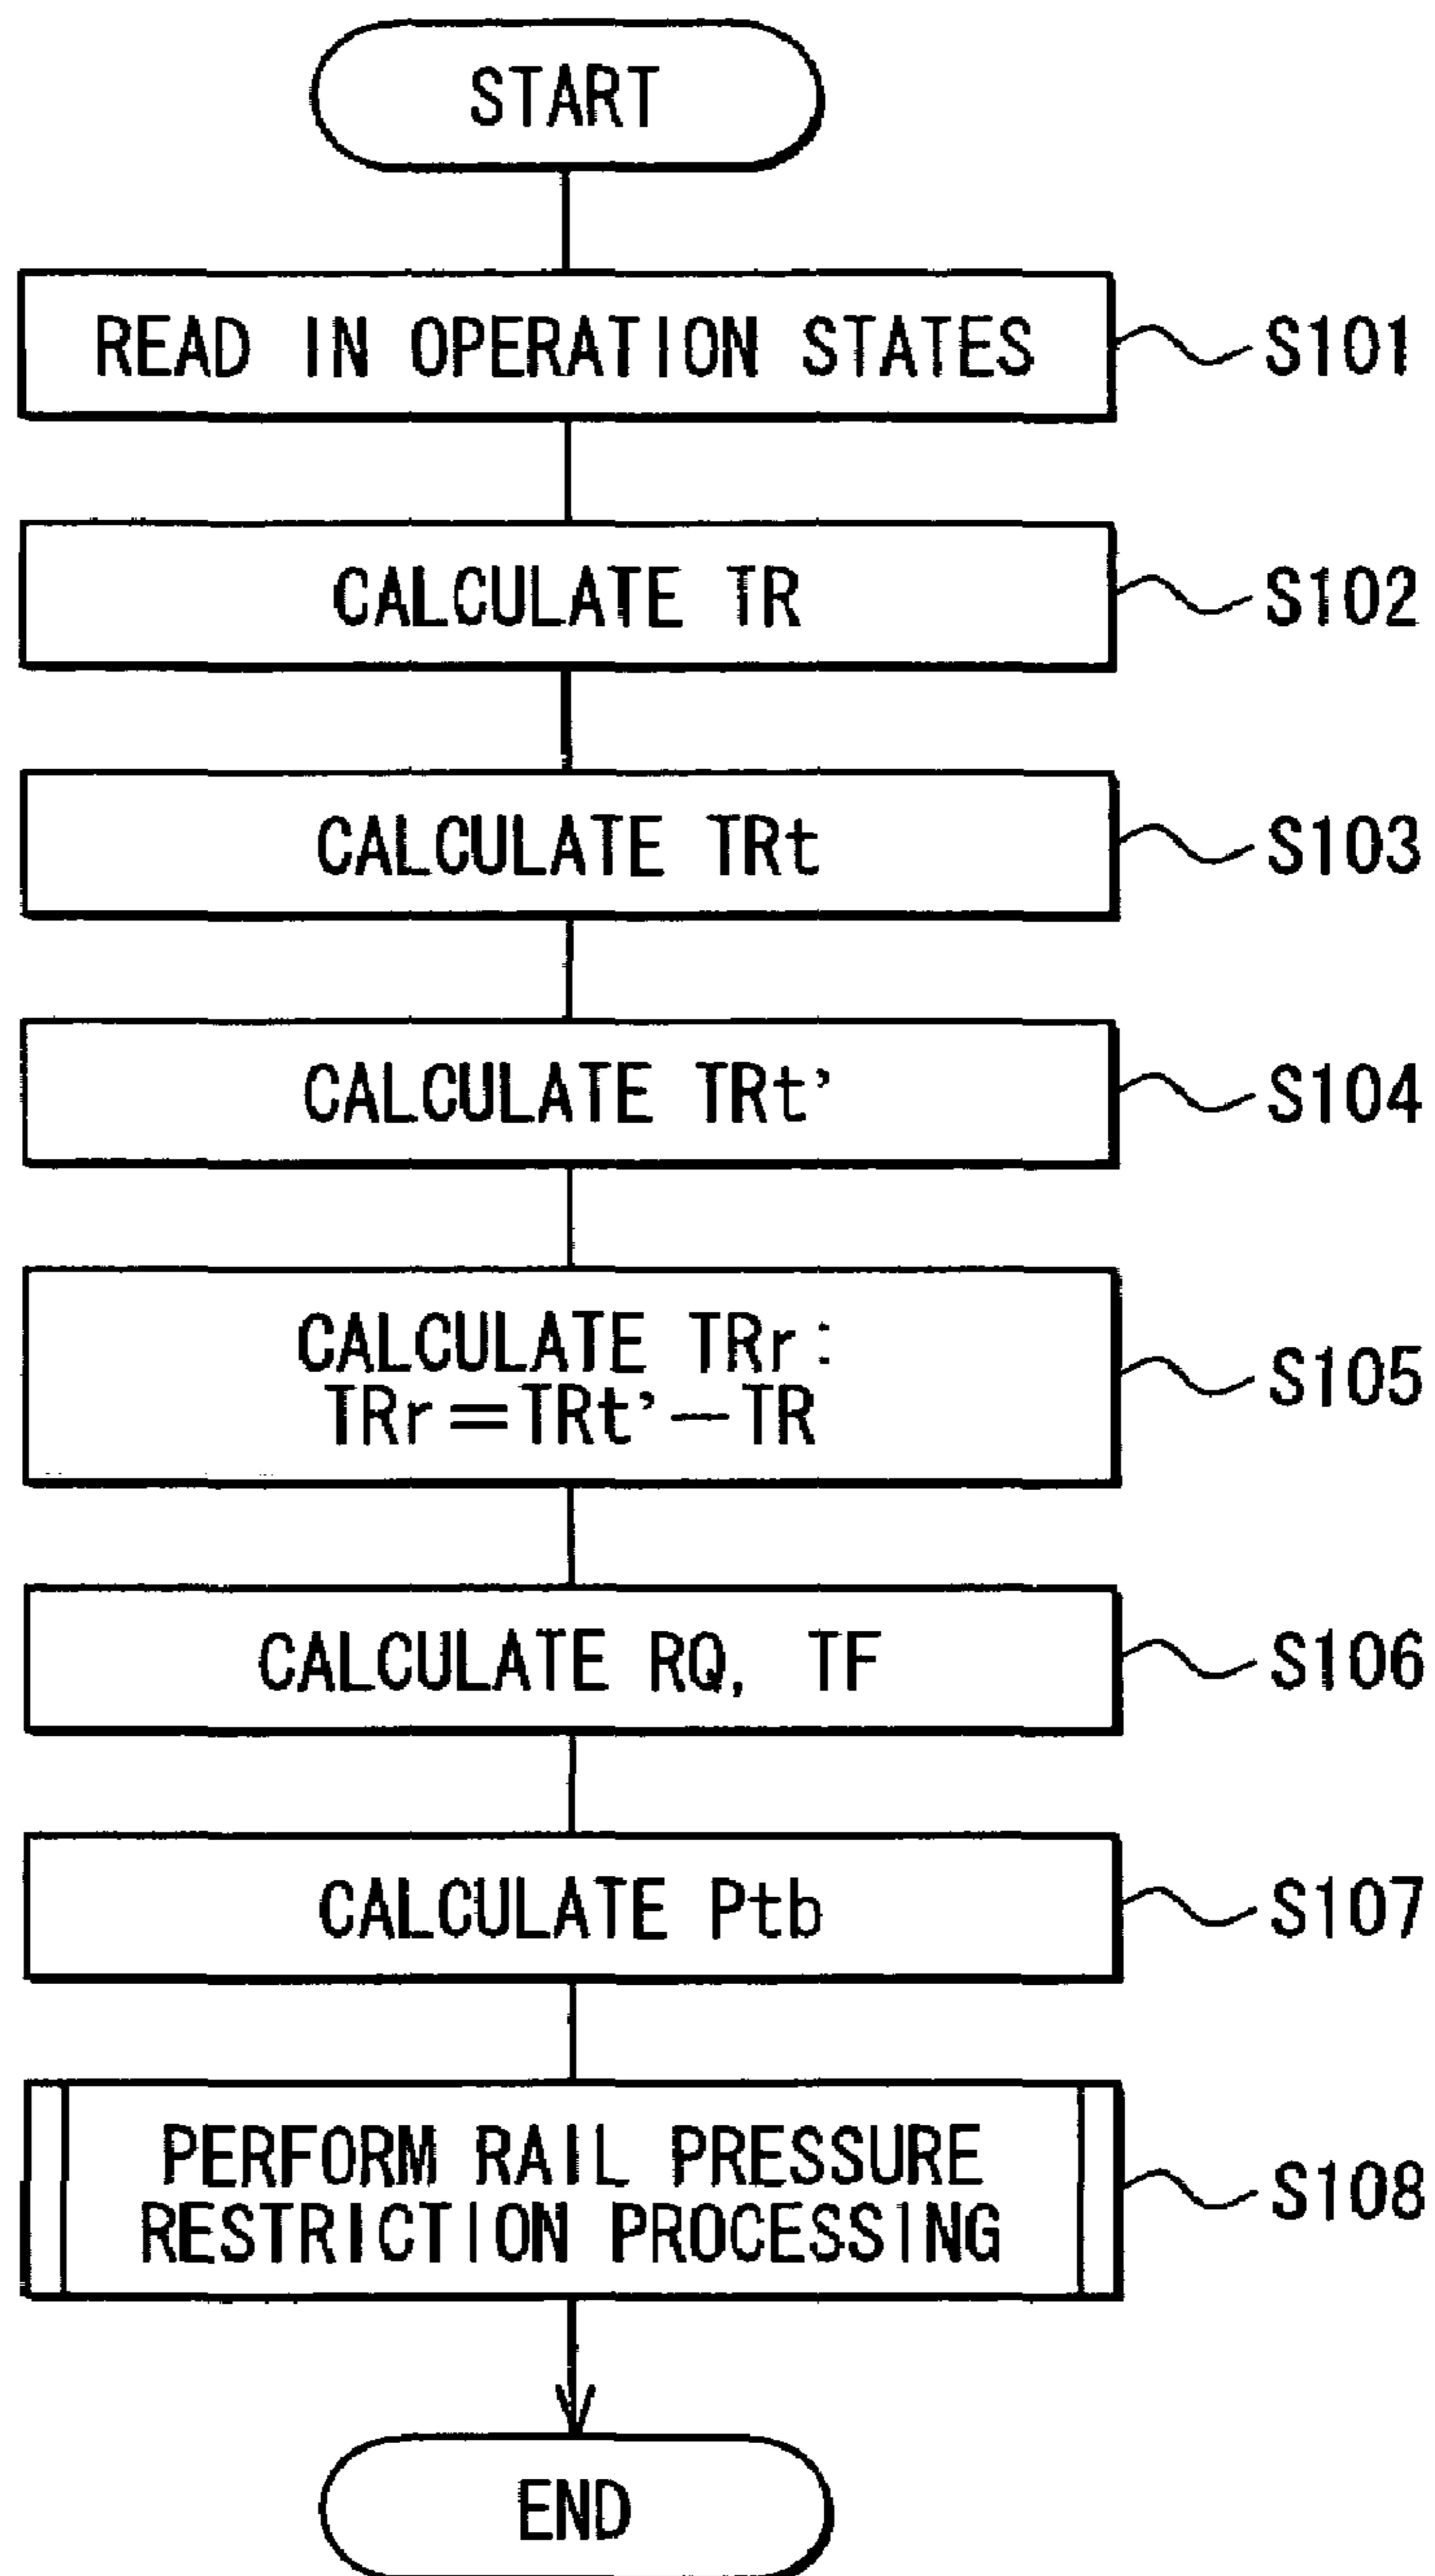 START
READ IN OPERATION STATES
S101
CALCULATE TR
S102
CALCULATE TRt
S103
CALCULATE TRt'
S104
CALCULATE TRr:
TRr=TRt'-TR
S105
CALCULATE RQ, TF
S106
CALCULATE Ptb
S107
PERFORM RAIL PRESSURE
RESTRICTION PROCESSING
S108
END